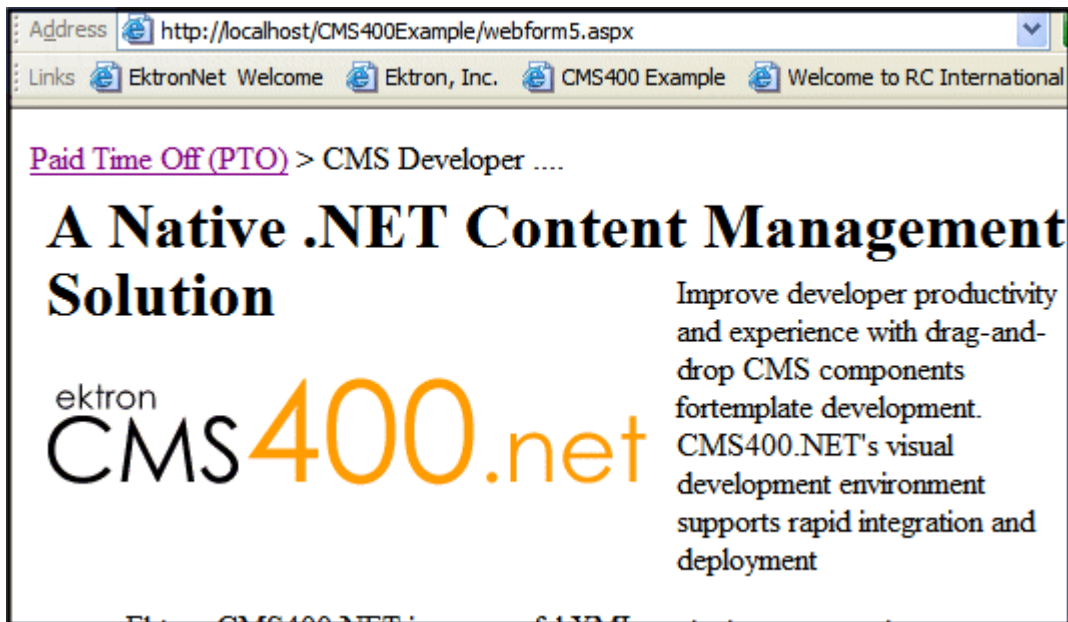 Address http://localhost/CMS400Example/webform5.aspx
Links EktronNet Welcome Ektron, Inc. CMS400 Example Welcome to RC International
Paid Time Off (PTO) > CMS Developer ....
A Native .NET Content Management
Solution
Improve developer productivity
and experience with drag-and-
drop CMS components
fortemplate development.
CMS400.NET's visual
development environment
supports rapid integration and
deployment
ektron
CMS400.net